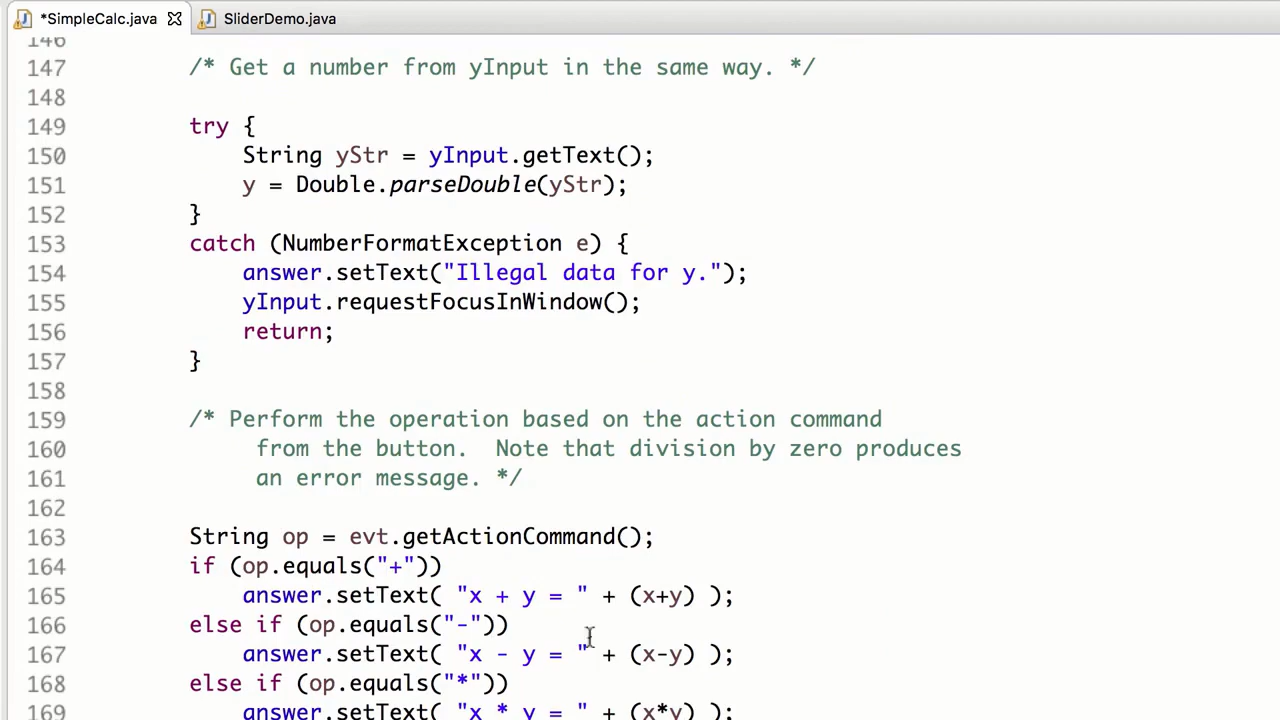 *SimpleCalc.java SliderDemo.java
146
147 /* Get a number from yInput in the same way. */
148
149 try {
150 String yStr = yInput.getText();
151 y = Double.parseDouble(yStr);
152 }
153 catch (NumberFormatException e) {
154 answer.setText("Illegal data for y.");
155 yInput.requestFocusInWindow();
156 return;
157 }
158
159 /* Perform the operation based on the action command
160 from the button.  Note that division by zero produces
161 an error message. */
162
163 String op = evt.getActionCommand();
164 if (op.equals("+"))
165 answer.setText( "x + y = " + (x+y) );
166 else if (op.equals("-"))
167 answer.setText( "x - y = " + (x-y) );
168 else if (op.equals("*"))
169 answer.setText( "x * y = " + (x*y) );